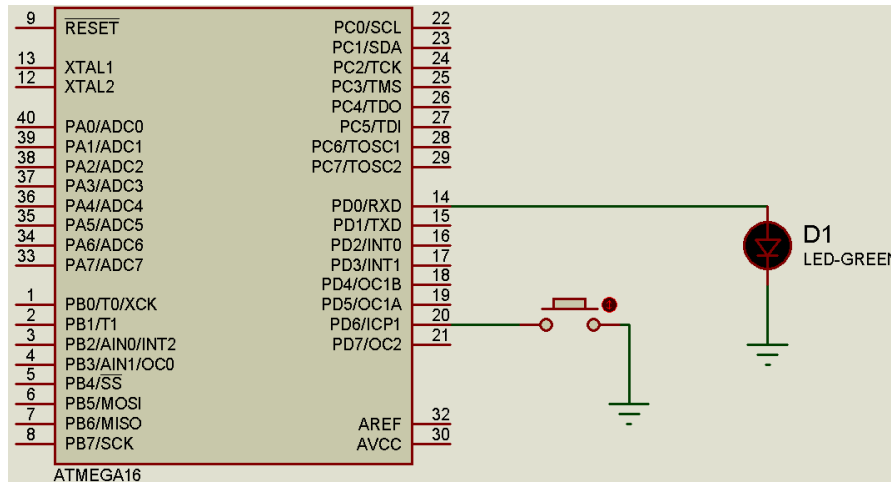 9 RESET PC0/SCL 22
PC1/SDA 23
13 XTAL1 PC2/TCK 24
12 XTAL2 PC3/TMS 25
PC4/TDO 26
40 PA0/ADC0 PC5/TDI 27
39 PA1/ADC1 PC6/TOSC1 28
38 PA2/ADC2 PC7/TOSC2 29
37 PA3/ADC3
36 PA4/ADC4 PD0/RXD 14
35 PA5/ADC5 PD1/TXD 15
34 PA6/ADC6 PD2/INT0 16
33 PA7/ADC7 PD3/INT1 17
PD4/OC1B 18
1 PB0/T0/XCK PD5/OC1A 19
2 PB1/T1 PD6/ICP1 20
3 PB2/AIN0/INT2 PD7/OC2 21
4 PB3/AIN1/OC0
5 PB4/SS
6 PB5/MOSI
7 PB6/MISO AREF 32
8 PB7/SCK AVCC 30
ATMEGA16
D1
LED-GREEN